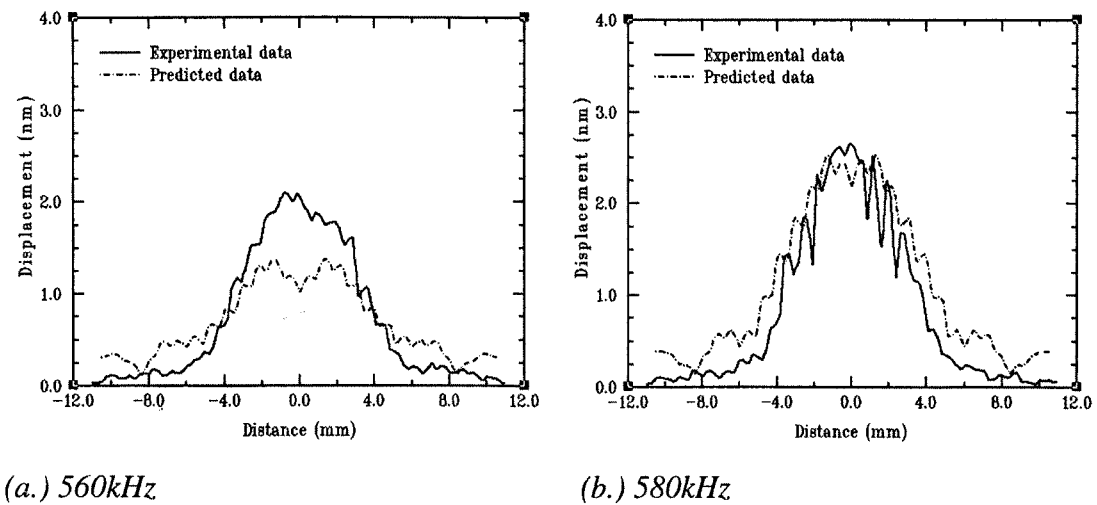 4.0
3.0
2.0
1.0
0.0
Displacement (nm)
Experimental data
Predicted data
-12.0 -8.0 -4.0 0.0 4.0 8.0 12.0
Distance (mm)
(a.) 560kHz
4.0
3.0
2.0
1.0
0.0
Displacement (nm)
Experimental data
Predicted data
-12.0 -8.0 -4.0 0.0 4.0 8.0 12.0
Distance (mm)
(b.) 580kHz